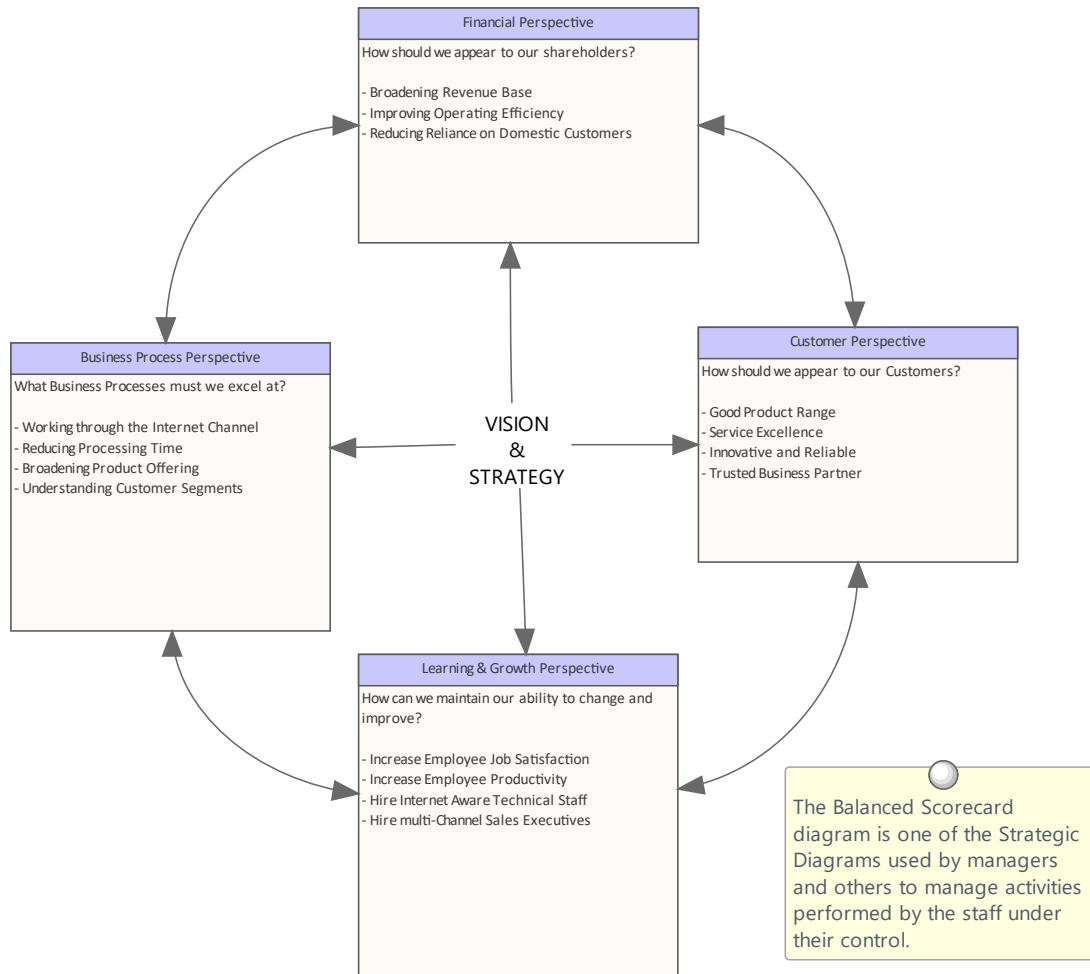 Financial Perspective
How should we appear to our shareholders?
- Broadening Revenue Base
- Improving Operating Efficiency
- Reducing Reliance on Domestic Customers
Business Process Perspective
What Business Processes must we excel at?
- Working through the Internet Channel
- Reducing Processing Time
- Broadening Product Offering
- Understanding Customer Segments
VISION
&
STRATEGY
Customer Perspective
How should we appear to our Customers?
- Good Product Range
- Service Excellence
- Innovative and Reliable
- Trusted Business Partner
Learning & Growth Perspective
How can we maintain our ability to change and
improve?
- Increase Employee Job Satisfaction
- Increase Employee Productivity
- Hire Internet Aware Technical Staff
- Hire multi-Channel Sales Executives
The Balanced Scorecard
diagram is one of the Strategic
Diagrams used by managers
and others to manage activities
performed by the staff under
their control.